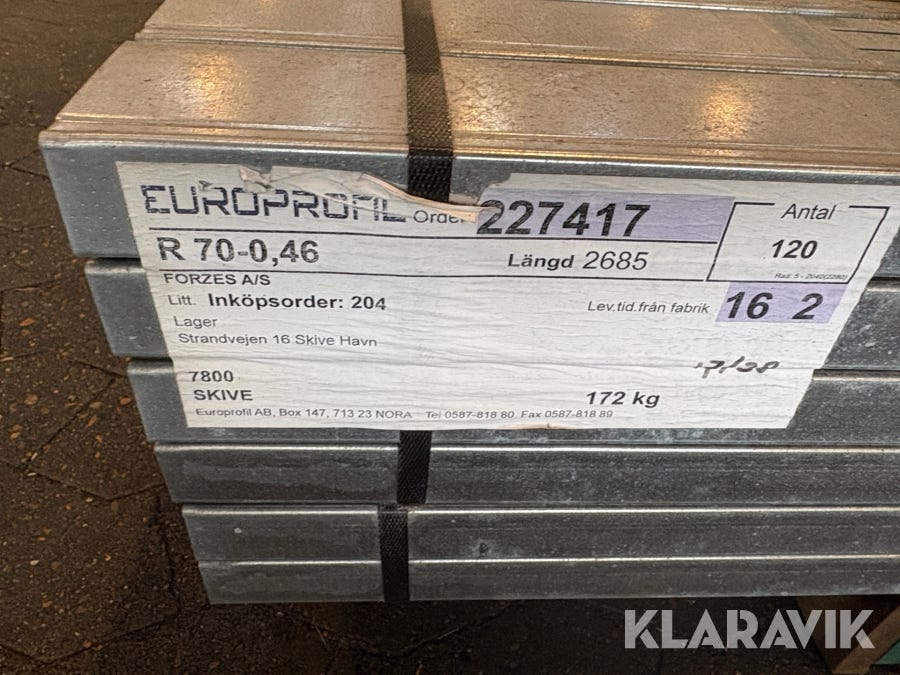 EUROPROFIL Order 227417
Antal
R 70-0,46 Längd 2685 120
FORZES A/S
Litt. Inköpsorder: 204 Lev.tid.från fabrik 16 2
Lager
Strandvejen 16 Skive Havn
7800
SKIVE 172 kg
Europrofil AB, Box 147, 713 23 NORA Tel 0587-818 80 Fax 0587-818 89
KLARAVIK